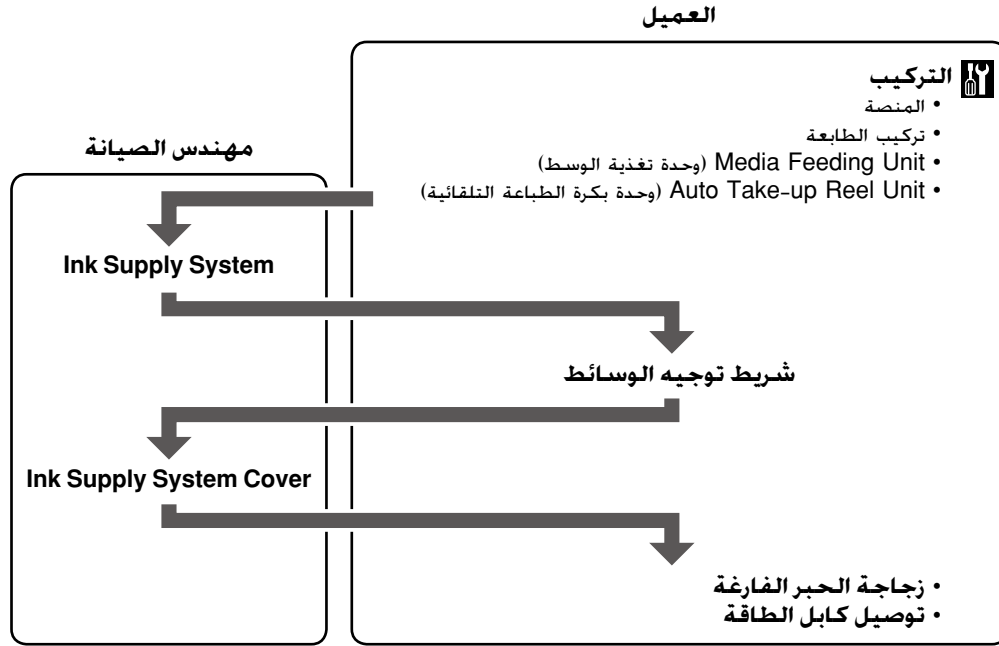 العميل
التركيب
• المنصة
• تركيب الطابعة
• Media Feeding Unit (وحدة تغذية الوسط)
• Auto Take-up Reel Unit (وحدة بكرة الطباعة التلقائية)
مهندس الصيانة
Ink Supply System
شريط توجيه الوسائط
Ink Supply System Cover
• زجاجة الحبر الفارغة
• توصيل كابل الطاقة